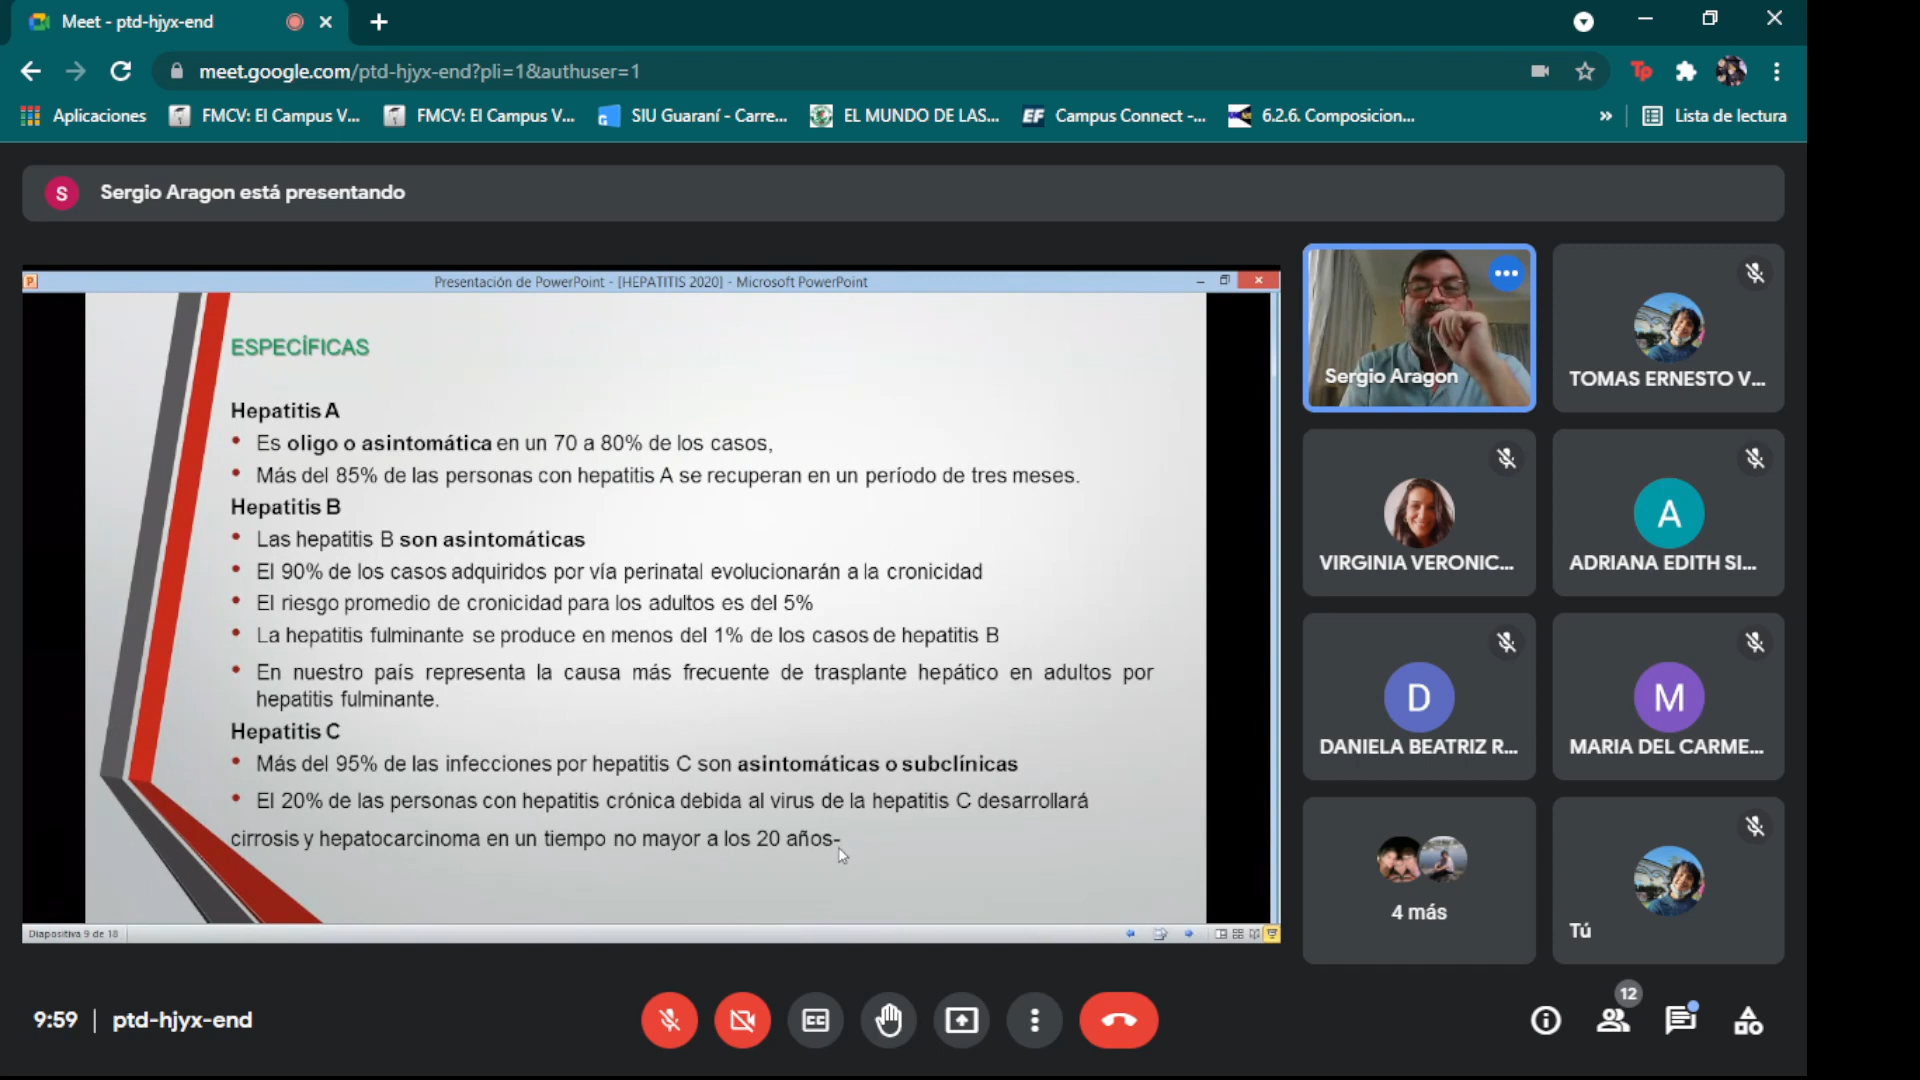 Meet - ptd-hjyx-end
meet.google.com/ptd-hjyx-end?pli=1&authuser=1
Aplicaciones
FMCV: El Campus V...
FMCV: El Campus V...
SIU Guaraní - Carre...
EL MUNDO DE LAS...
EF Campus Connect -...
6.2.6. Composicion...
»
Lista de lectura
S Sergio Aragon está presentando
Presentación de PowerPoint - [HEPATITIS 2020] - Microsoft PowerPoint
ESPECÍFICAS
Hepatitis A
• Es oligo o asintomática en un 70 a 80% de los casos,
• Más del 85% de las personas con hepatitis A se recuperan en un período de tres meses.
Hepatitis B
• Las hepatitis B son asintomáticas
• El 90% de los casos adquiridos por vía perinatal evolucionarán a la cronicidad
• El riesgo promedio de cronicidad para los adultos es del 5%
• La hepatitis fulminante se produce en menos del 1% de los casos de hepatitis B
• En nuestro país representa la causa más frecuente de trasplante hepático en adultos por
hepatitis fulminante.
Hepatitis C
• Más del 95% de las infecciones por hepatitis C son asintomáticas o subclínicas
• El 20% de las personas con hepatitis crónica debida al virus de la hepatitis C desarrollará
cirrosis y hepatocarcinoma en un tiempo no mayor a los 20 años-
Diapositiva 9 de 18
Sergio Aragon
TOMAS ERNESTO V...
VIRGINIA VERONIC...
A
ADRIANA EDITH SI...
D
DANIELA BEATRIZ R...
M
MARIA DEL CARME...
4 más
Tú
9:59 | ptd-hjyx-end
12